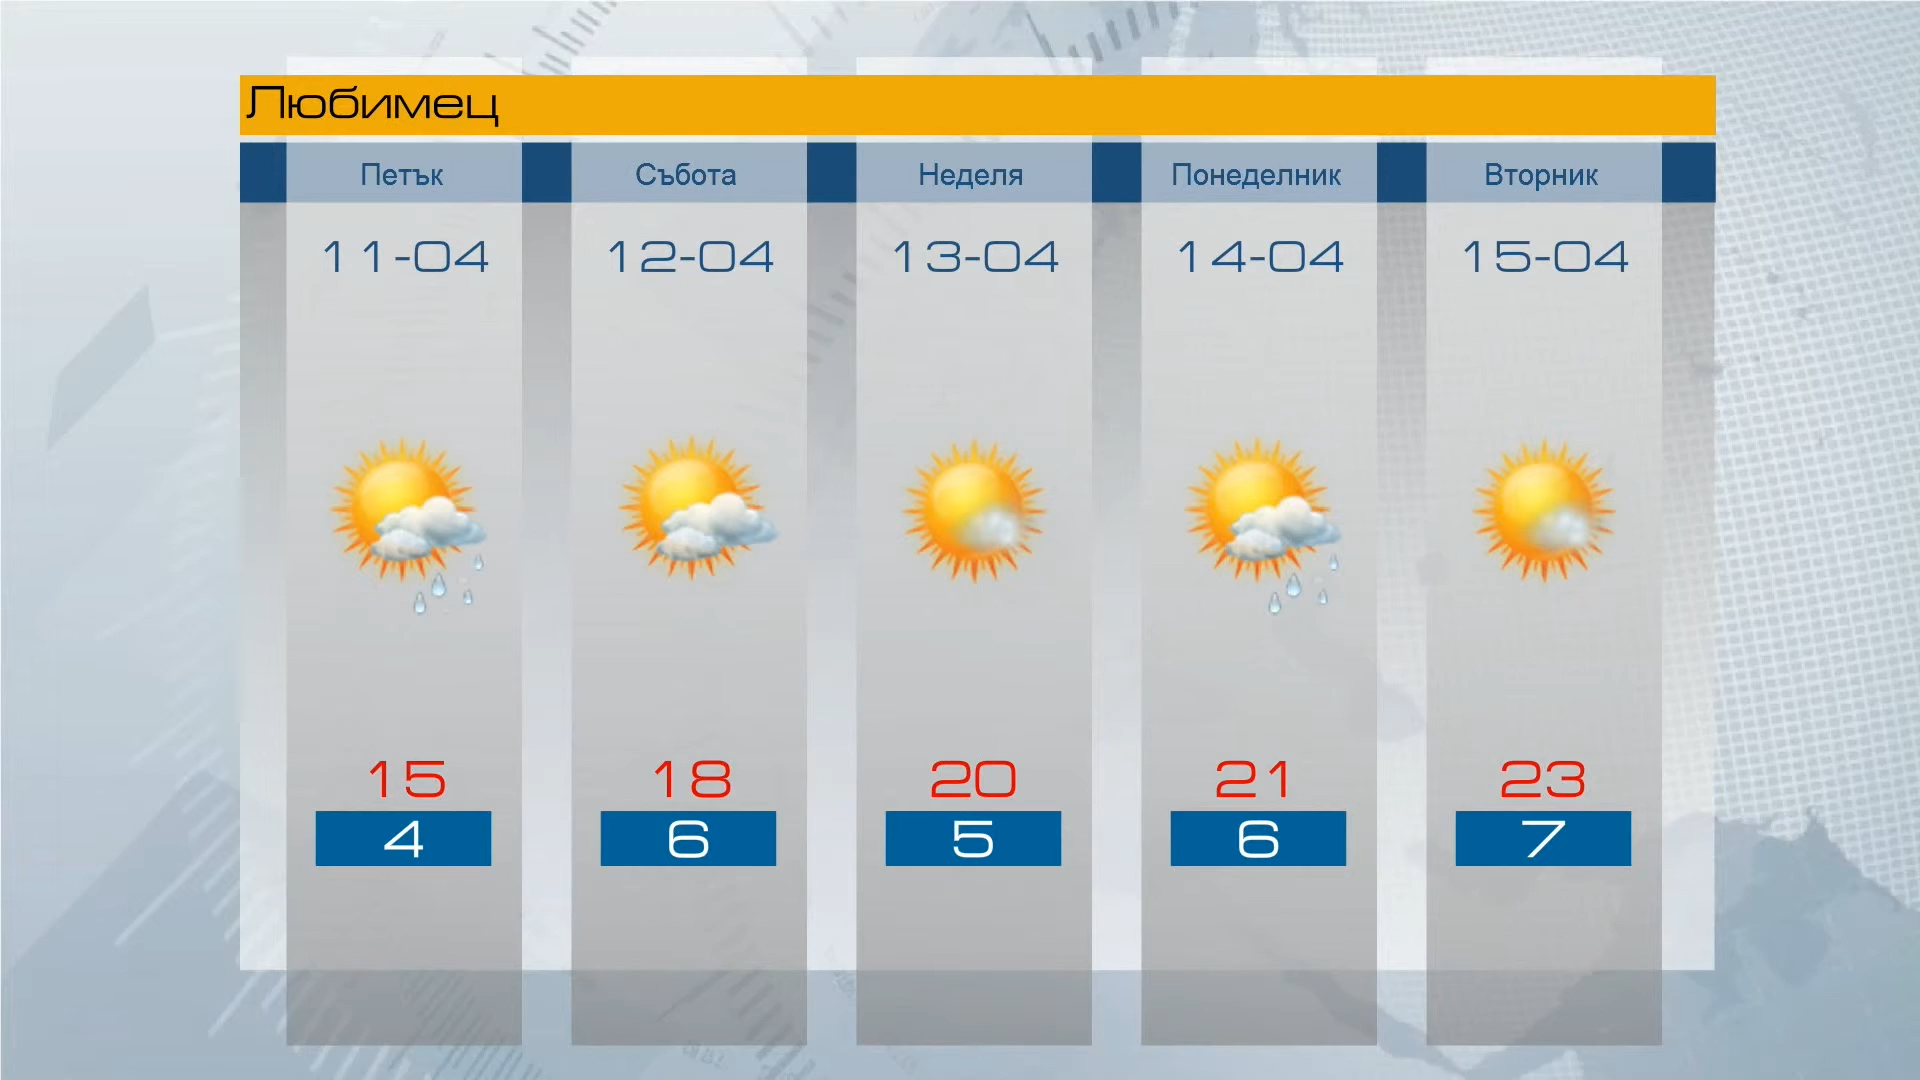 Любимец
Петък Събота Неделя Понеделник Вторник
11-04 12-04 13-04 14-04 15-04
15 18 20 21 23
4 6 5 6 7